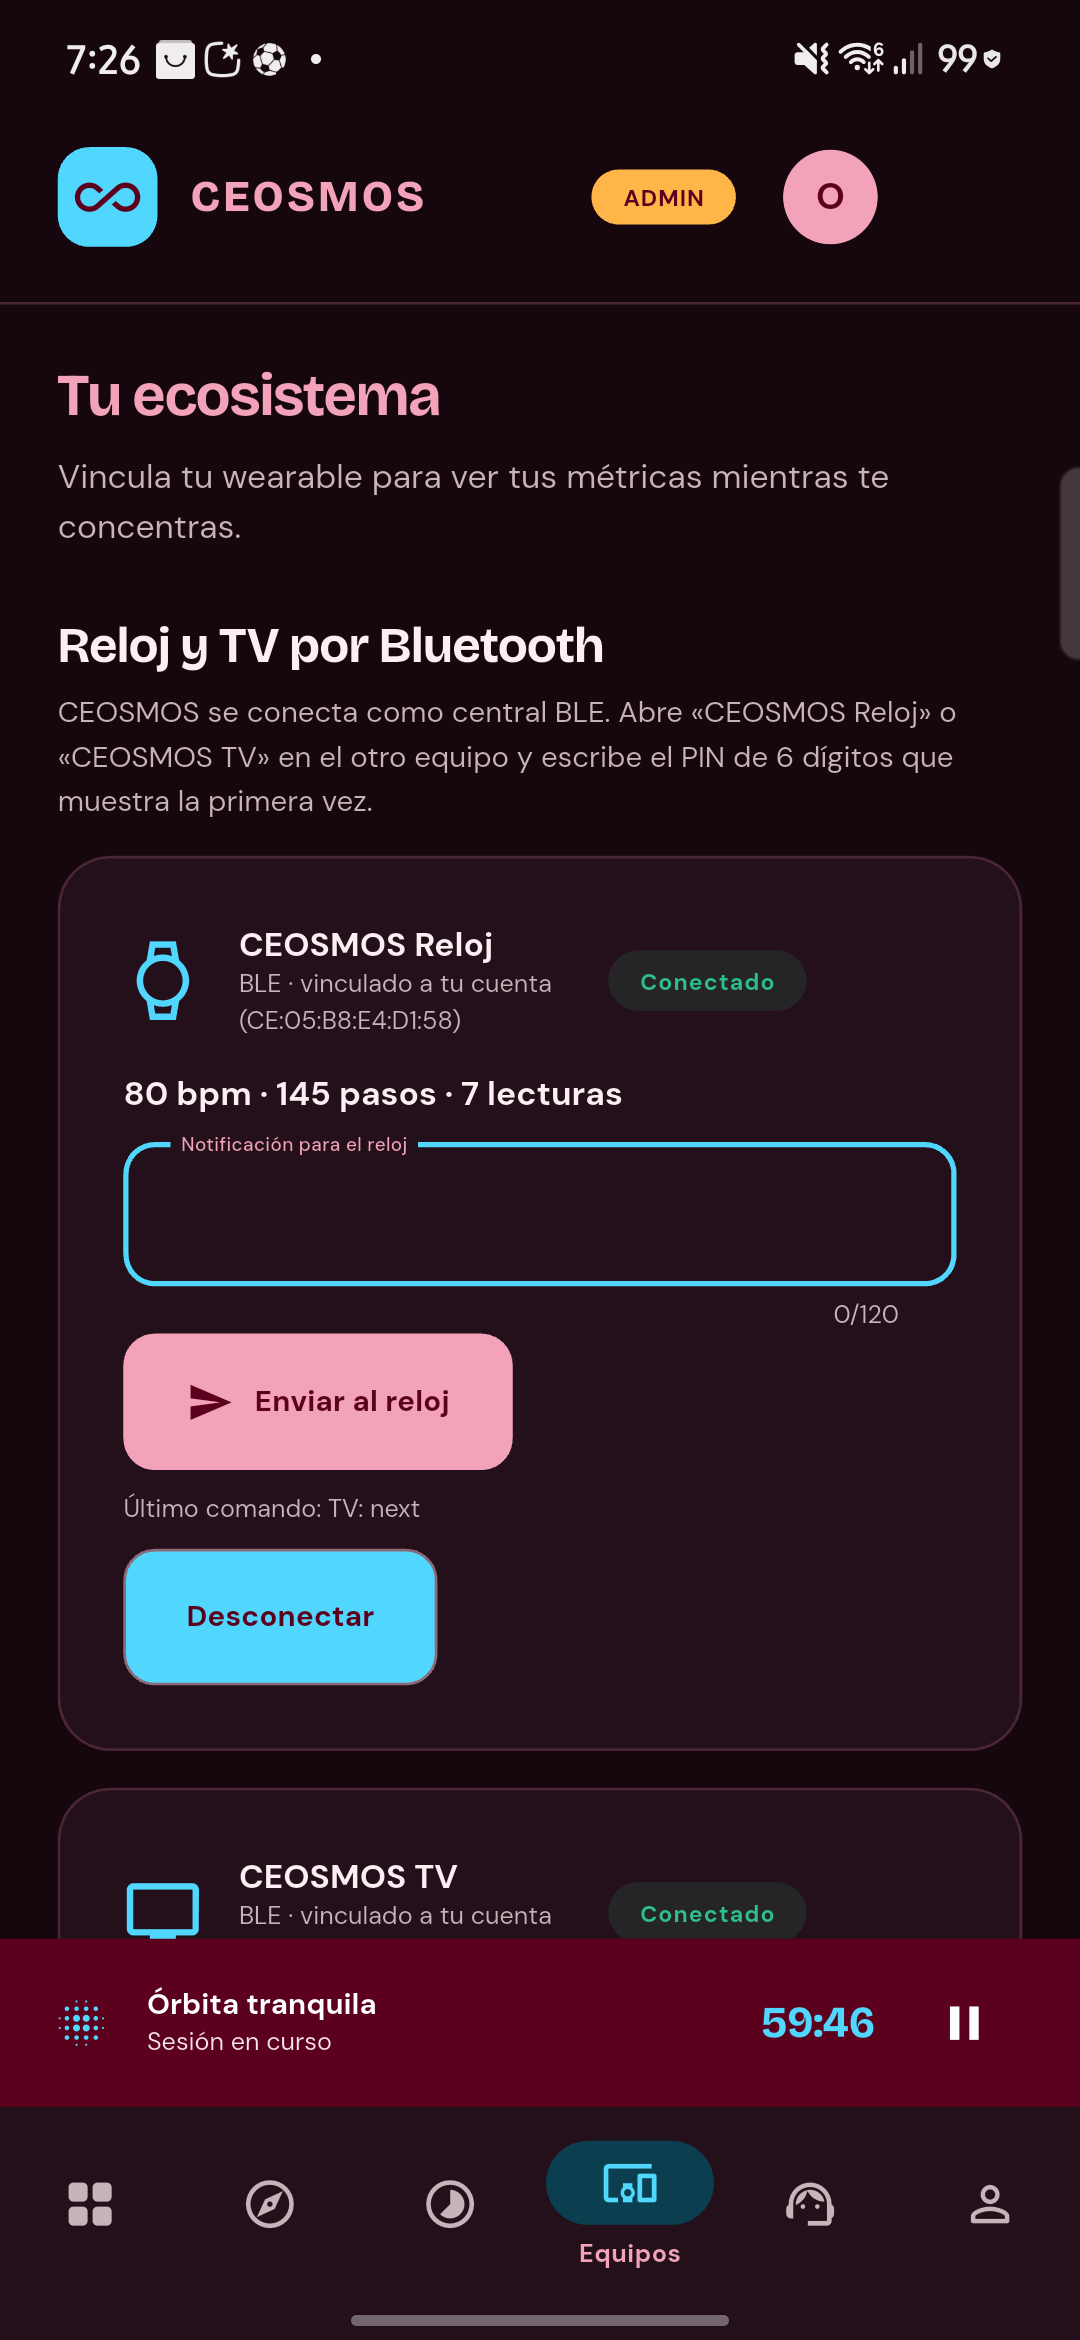 7:26
6
99
CEOSMOS
ADMIN
O
Tu ecosistema
Vincula tu wearable para ver tus métricas mientras te
concentras.
Reloj y TV por Bluetooth
CEOSMOS se conecta como central BLE. Abre «CEOSMOS Reloj» o
«CEOSMOS TV» en el otro equipo y escribe el PIN de 6 dígitos que
muestra la primera vez.
CEOSMOS Reloj
BLE · vinculado a tu cuenta
(CE:05:B8:E4:D1:58)
Conectado
80 bpm · 145 pasos · 7 lecturas
Notificación para el reloj
0/120
Enviar al reloj
Último comando: TV: next
Desconectar
CEOSMOS TV
BLE · vinculado a tu cuenta
Conectado
Órbita tranquila
Sesión en curso
59:46
Equipos